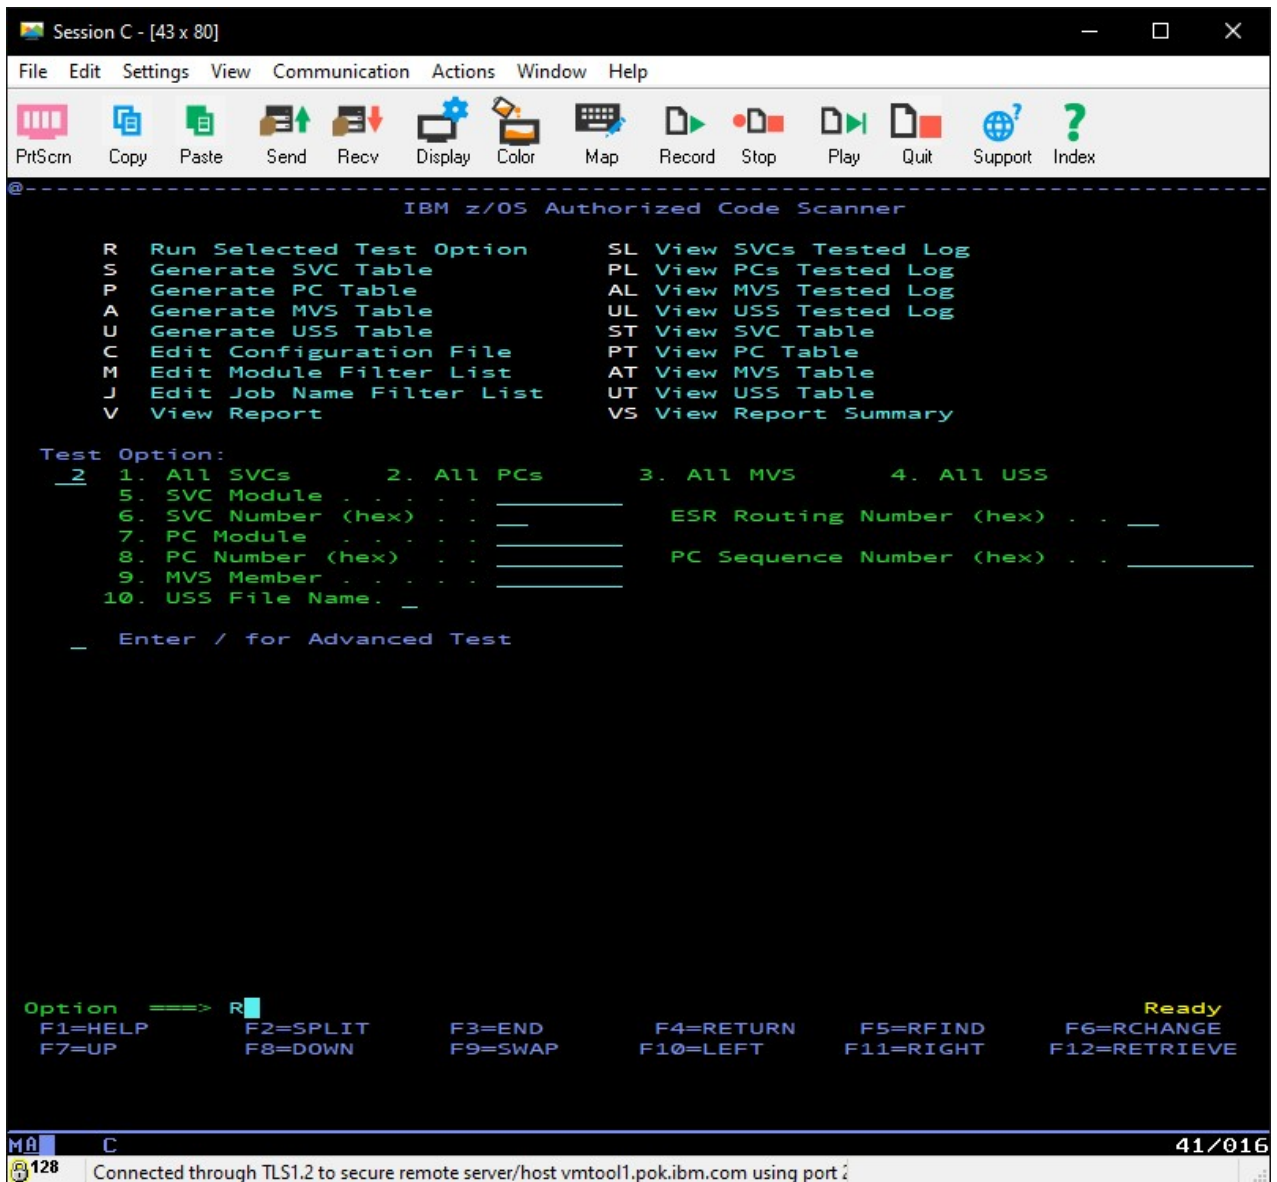 Session C - [43 x 80]
File Edit Settings View Communication Actions Window Help
PrtScrn Copy Paste Send Recv Display Color Map Record Stop Play Quit Support Index
@-------------------------------------------------------------------------------
IBM z/OS Authorized Code Scanner
R Run Selected Test Option SL View SVCs Tested Log
S Generate SVC Table PL View PCs Tested Log
P Generate PC Table AL View MVS Tested Log
A Generate MVS Table UL View USS Tested Log
U Generate USS Table ST View SVC Table
C Edit Configuration File PT View PC Table
M Edit Module Filter List AT View MVS Table
J Edit Job Name Filter List UT View USS Table
V View Report VS View Report Summary
Test Option:
_2 1. All SVCs 2. All PCs 3. All MVS 4. All USS
5. SVC Module . . . . . ________
6. SVC Number (hex) . . __ ESR Routing Number (hex) . . __
7. PC Module . . . . . ________
8. PC Number (hex) . . ________ PC Sequence Number (hex) . . ________
9. MVS Member . . . . . ________
10. USS File Name. _
_ Enter / for Advanced Test
Option ===> R Ready
F1=HELP F2=SPLIT F3=END F4=RETURN F5=RFIND F6=RCHANGE
F7=UP F8=DOWN F9=SWAP F10=LEFT F11=RIGHT F12=RETRIEVE
MA C 41/016
128 Connected through TLS1.2 to secure remote server/host vmtool1.pok.ibm.com using port